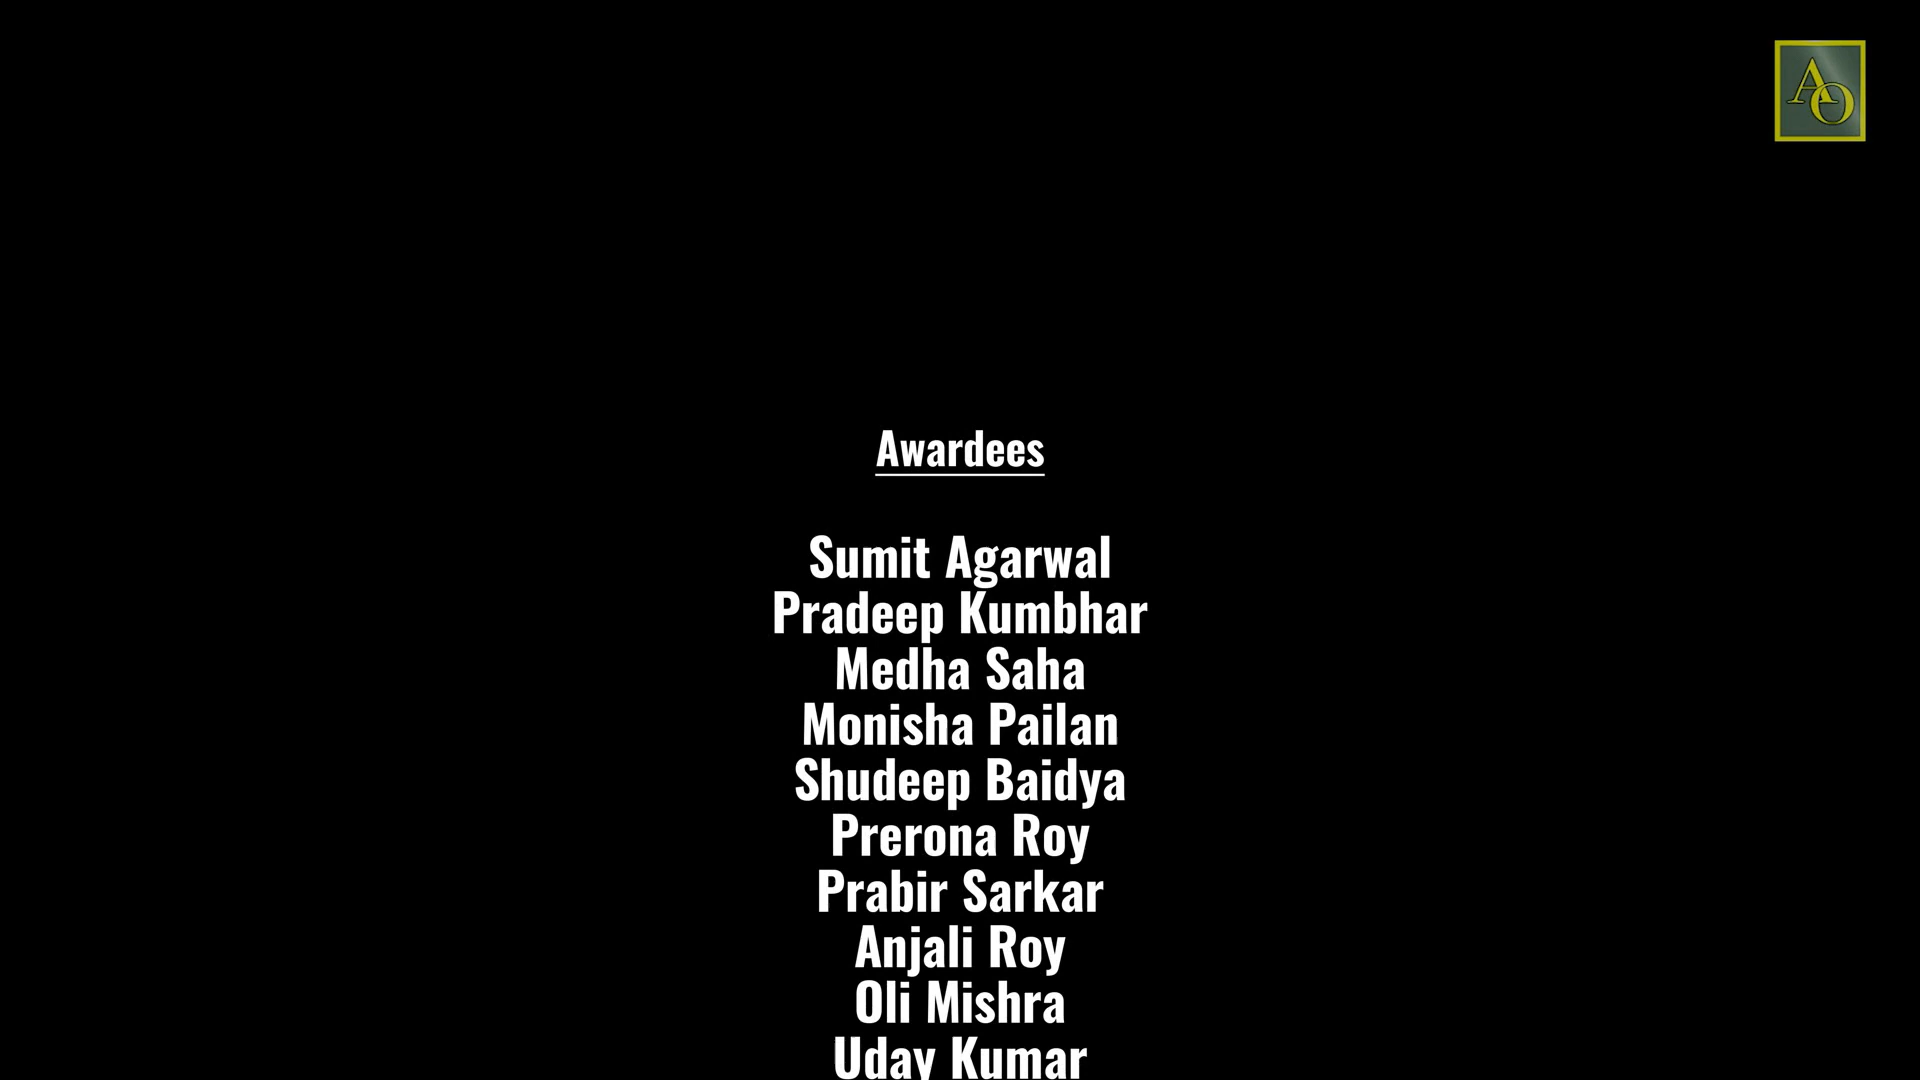 AO
Awardees
Sumit Agarwal
Pradeep Kumbhar
Medha Saha
Monisha Pailan
Shudeep Baidya
Prerona Roy
Prabir Sarkar
Anjali Roy
Oli Mishra
Uday Kumar